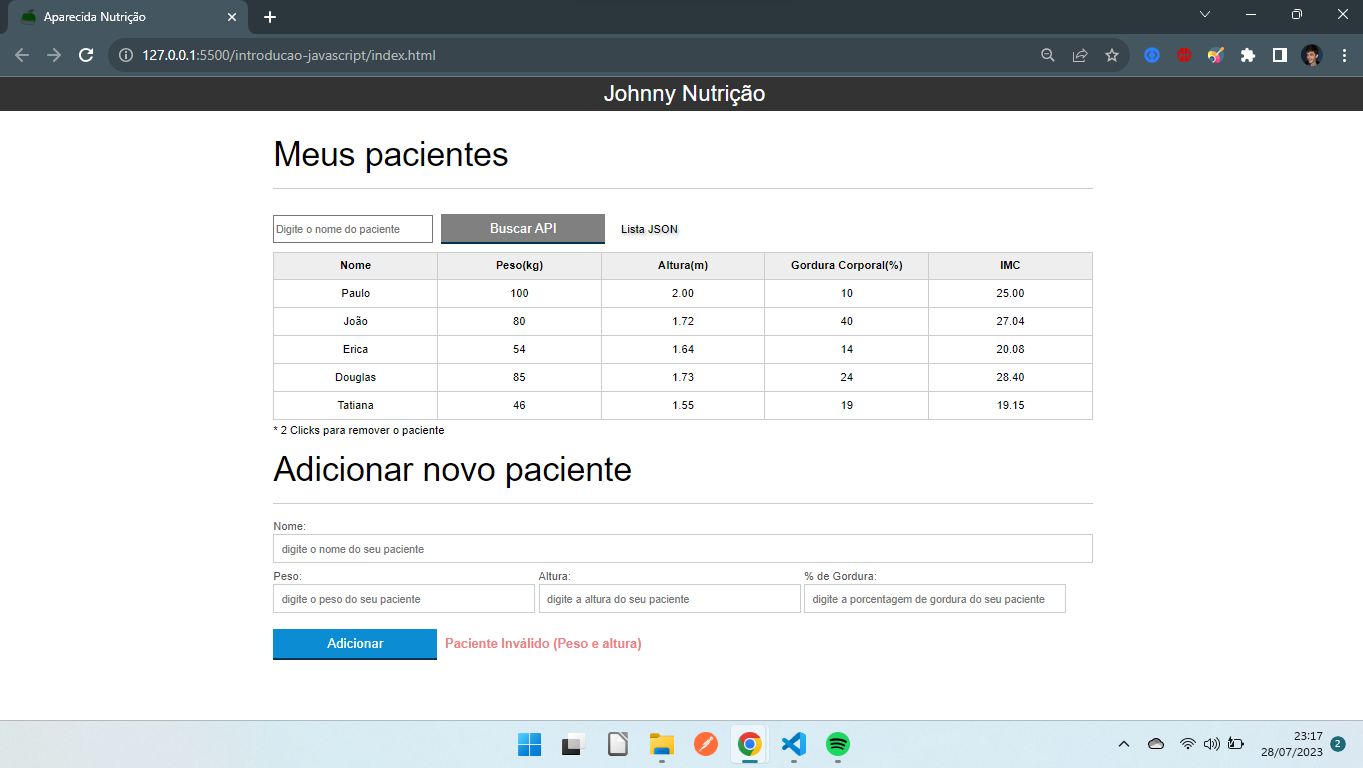 Aparecida Nutrição
127.0.0.1:5500/introducao-javascript/index.html
Johnny Nutrição
Meus pacientes
Digite o nome do paciente Buscar API Lista JSON
Nome Peso(kg) Altura(m) Gordura Corporal(%) IMC
Paulo 100 2.00 10 25.00
João 80 1.72 40 27.04
Erica 54 1.64 14 20.08
Douglas 85 1.73 24 28.40
Tatiana 46 1.55 19 19.15
* 2 Clicks para remover o paciente
Adicionar novo paciente
Nome:
digite o nome do seu paciente
Peso: Altura: % de Gordura:
digite o peso do seu paciente digite a altura do seu paciente digite a porcentagem de gordura do seu paciente
Adicionar Paciente Inválido (Peso e altura)
23:17
28/07/2023 2